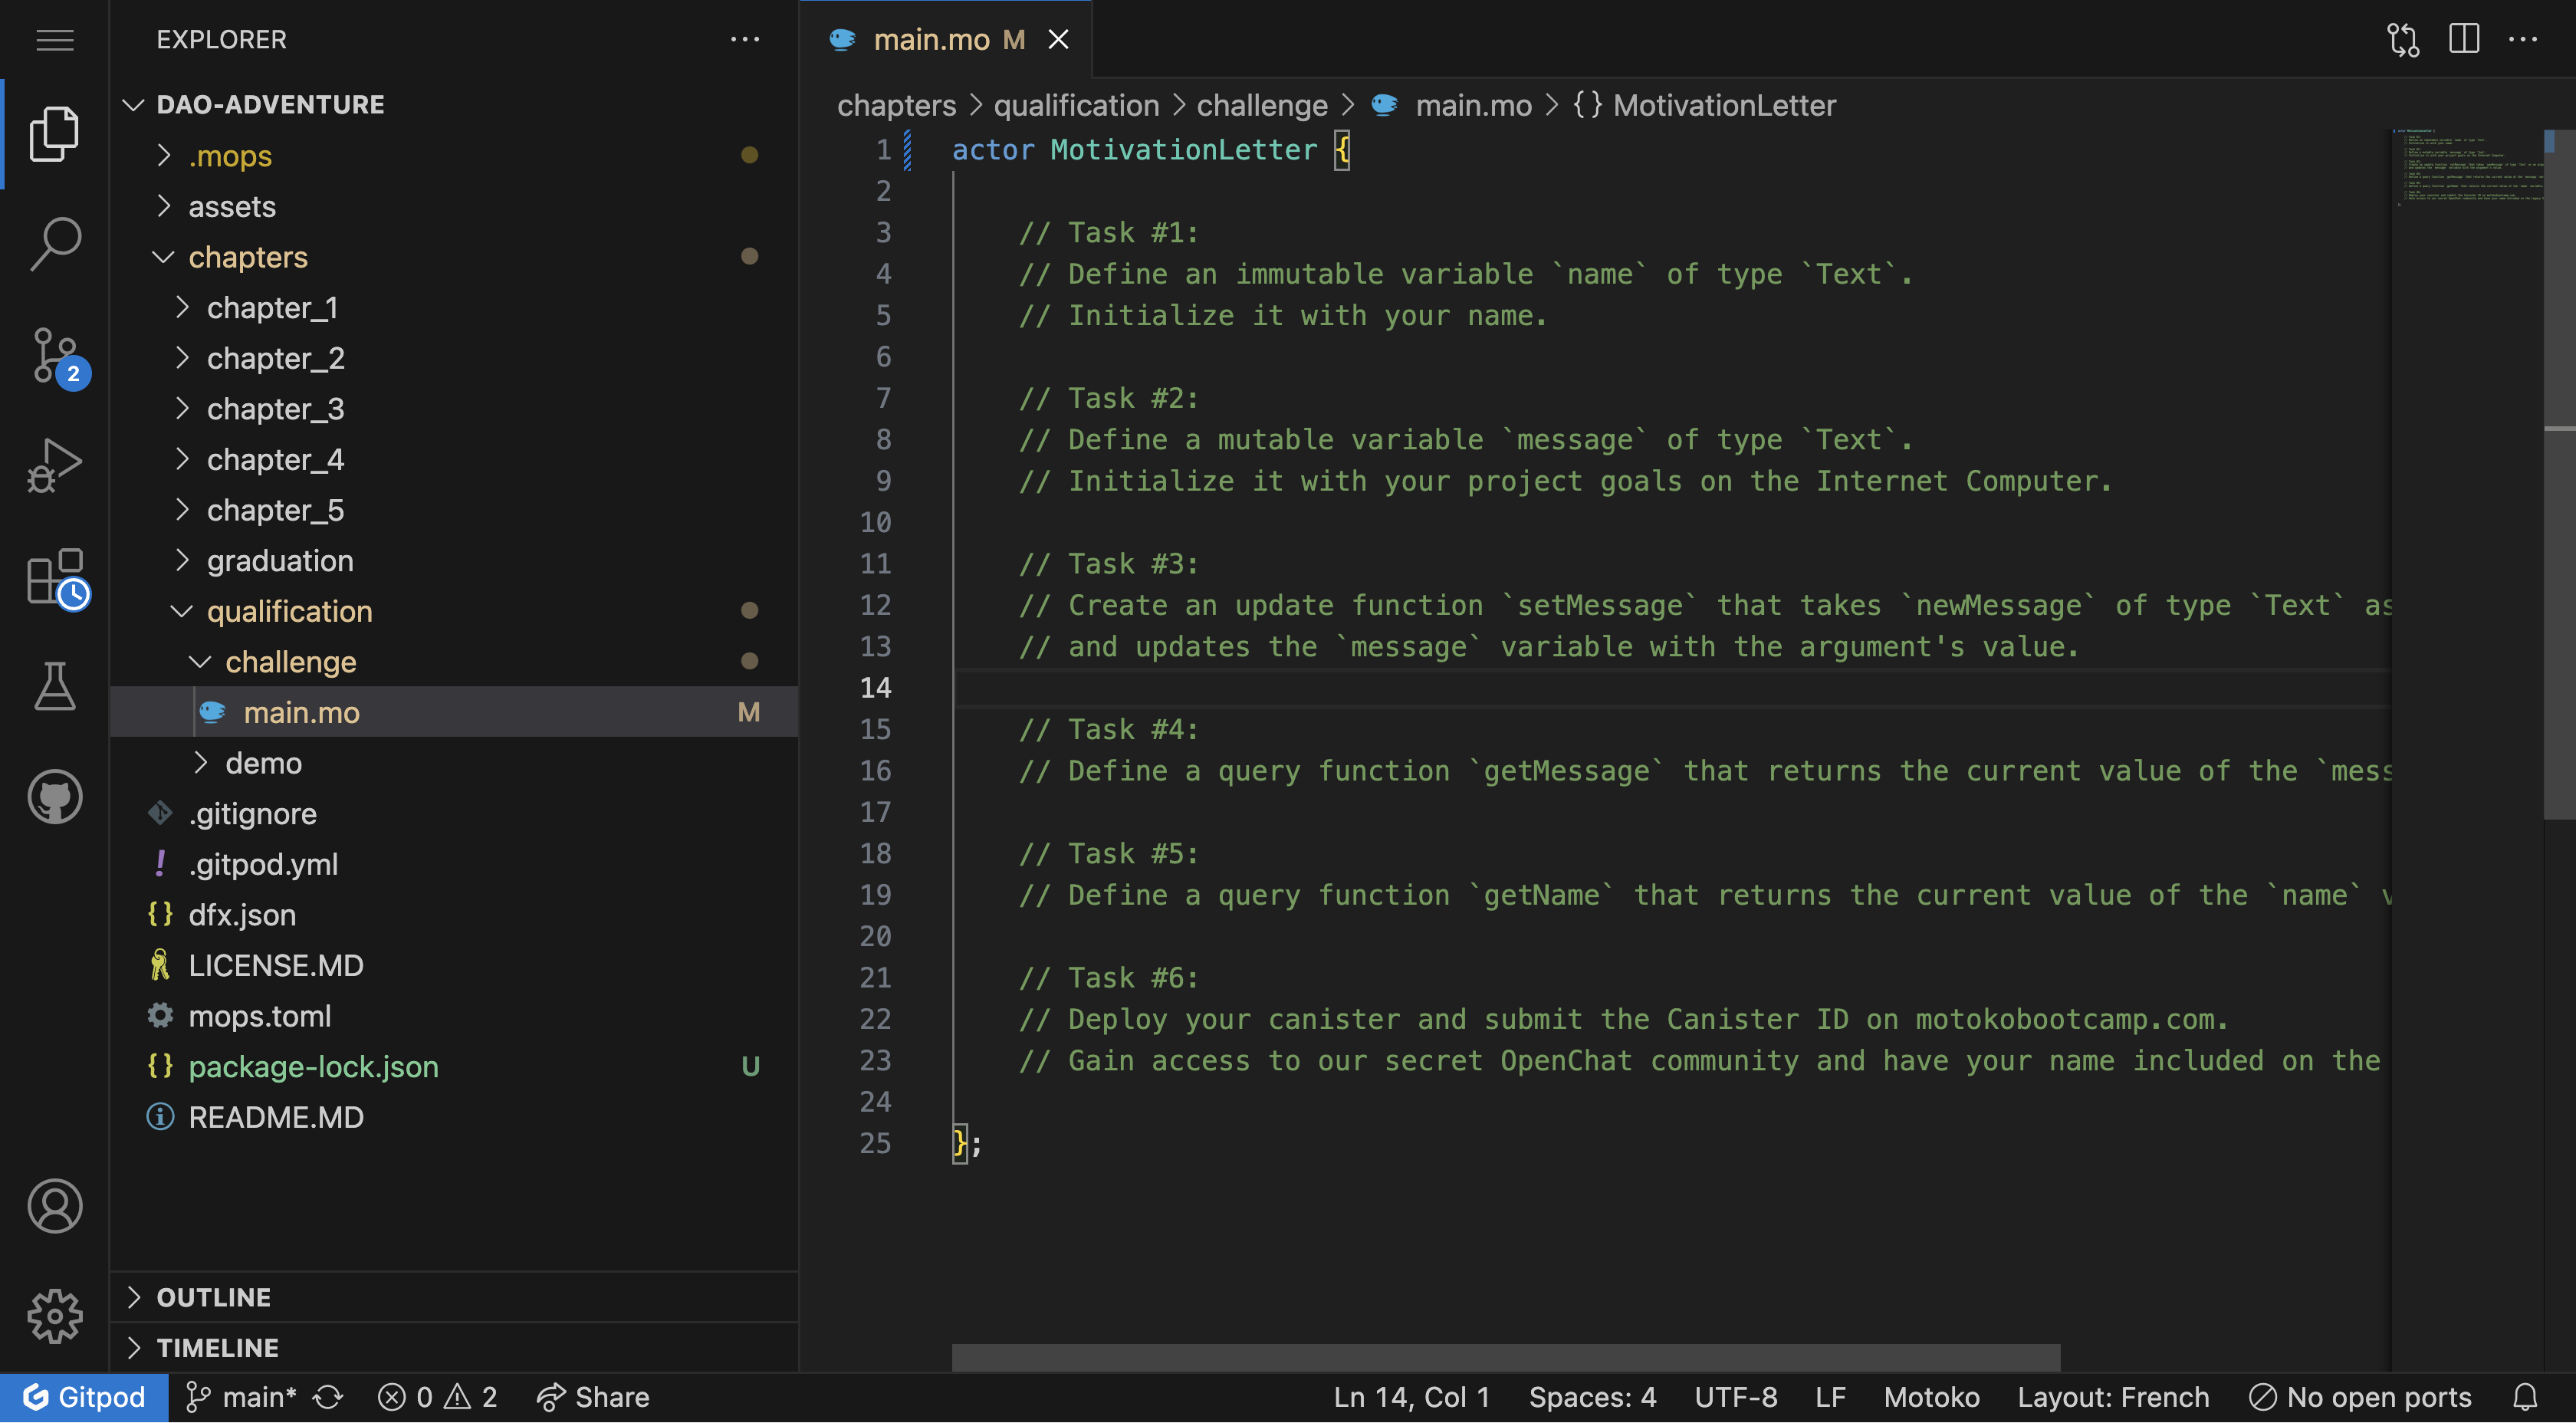 EXPLORER
DAO-ADVENTURE
.mops
assets
chapters
chapter_1
chapter_2
chapter_3
chapter_4
chapter_5
graduation
qualification
challenge
main.mo M
demo
.gitignore
.gitpod.yml
dfx.json
LICENSE.MD
mops.toml
package-lock.json U
README.MD
OUTLINE
TIMELINE
2
main.mo M
chapters > qualification > challenge > main.mo > {} MotivationLetter
1 actor MotivationLetter {
2
3 // Task #1:
4 // Define an immutable variable `name` of type `Text`.
5 // Initialize it with your name.
6
7 // Task #2:
8 // Define a mutable variable `message` of type `Text`.
9 // Initialize it with your project goals on the Internet Computer.
10
11 // Task #3:
12 // Create an update function `setMessage` that takes `newMessage` of type `Text` as
13 // and updates the `message` variable with the argument's value.
14
15 // Task #4:
16 // Define a query function `getMessage` that returns the current value of the `mess
17
18 // Task #5:
19 // Define a query function `getName` that returns the current value of the `name` v
20
21 // Task #6:
22 // Deploy your canister and submit the Canister ID on motokobootcamp.com.
23 // Gain access to our secret OpenChat community and have your name included on the
24
25 };
Gitpod main* 0 2 Share Ln 14, Col 1 Spaces: 4 UTF-8 LF Motoko Layout: French No open ports